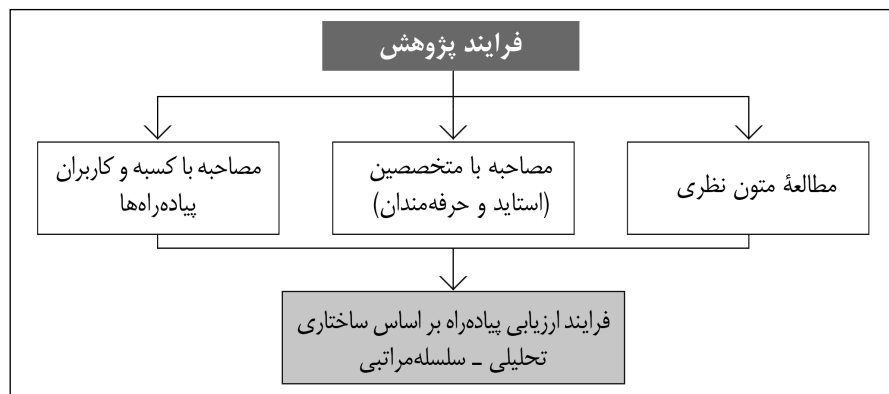 فرایند پژوهش
مطالعهٔ متون نظری
مصاحبه با متخصصین
(استاید و حرفه‌مندان)
مصاحبه با کسبه و کاربران
پیاده‌راه‌ها
فرایند ارزیابی پیاده‌راه بر اساس ساختاری
تحلیلی – سلسله‌مراتبی